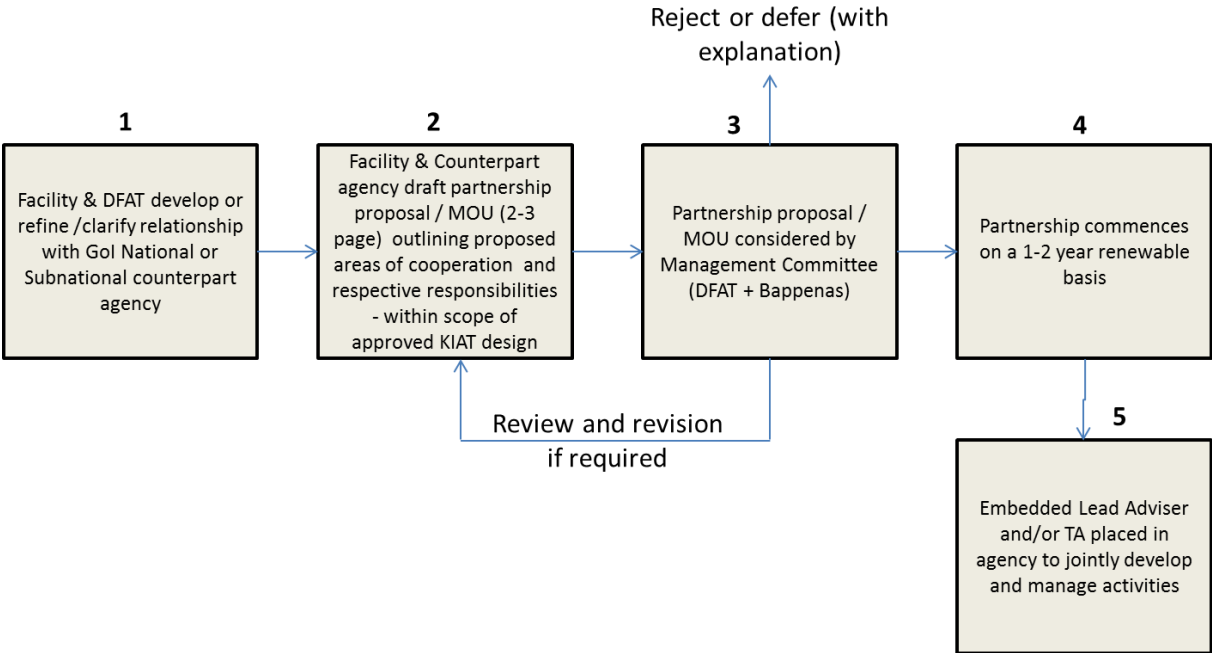 Reject or defer (with
explanation)
1
Facility & DFAT develop or
refine /clarify relationship
with GoI National or
Subnational counterpart
agency
2
Facility & Counterpart
agency draft partnership
proposal / MOU (2-3
page) outlining proposed
areas of cooperation and
respective responsibilities
- within scope of
approved KIAT design
3
Partnership proposal /
MOU considered by
Management Committee
(DFAT + Bappenas)
4
Partnership commences
on a 1-2 year renewable
basis
Review and revision
if required
5
Embedded Lead Adviser
and/or TA placed in
agency to jointly develop
and manage activities